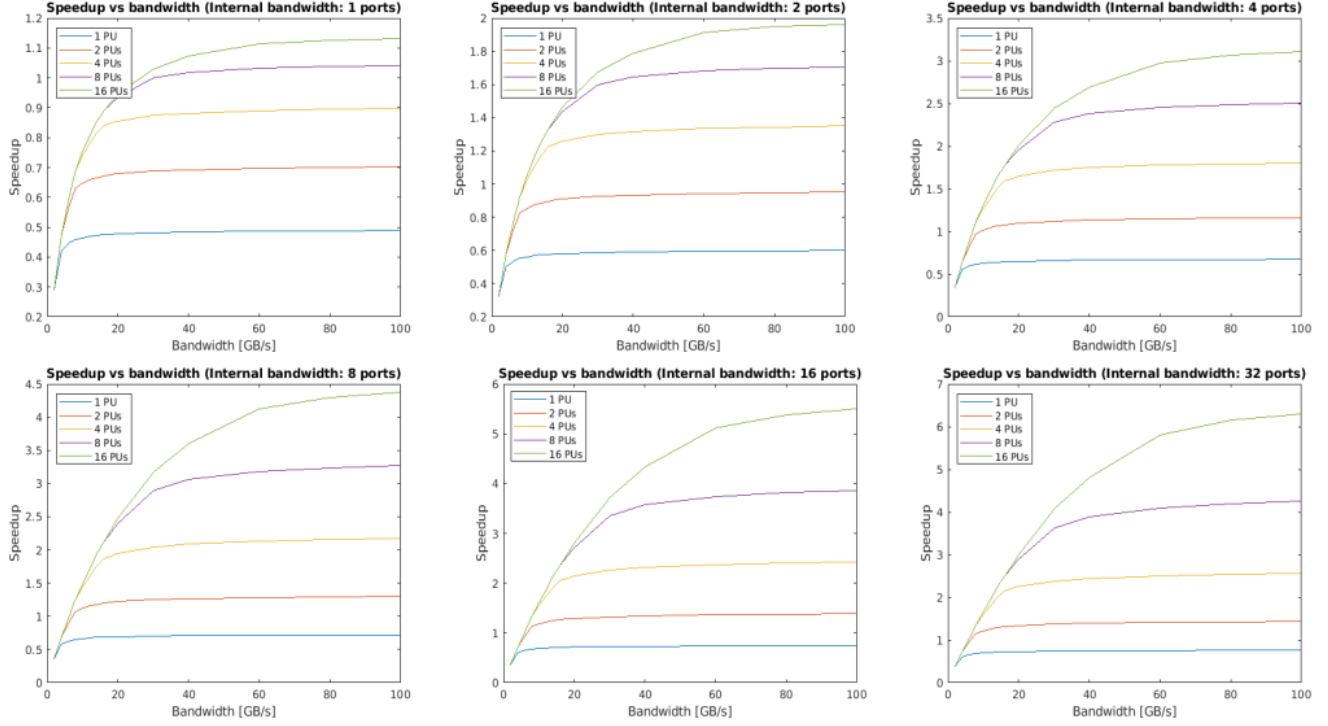 Speedup vs bandwidth (Internal bandwidth: 1 ports)
1.2
1.1
1
0.9
0.8
0.7
0.6
0.5
0.4
0.3
0.2
Speedup
1 PU
2 PUs
4 PUs
8 PUs
16 PUs
0 20 40 60 80 100
Bandwidth [GB/s]
Speedup vs bandwidth (Internal bandwidth: 2 ports)
2
1.8
1.6
1.4
1.2
1
0.8
0.6
0.4
0.2
Speedup
1 PU
2 PUs
4 PUs
8 PUs
16 PUs
0 20 40 60 80 100
Bandwidth [GB/s]
Speedup vs bandwidth (Internal bandwidth: 4 ports)
3.5
3
2.5
2
1.5
1
0.5
0
Speedup
1 PU
2 PUs
4 PUs
8 PUs
16 PUs
0 20 40 60 80 100
Bandwidth [GB/s]
Speedup vs bandwidth (Internal bandwidth: 8 ports)
4.5
4
3.5
3
2.5
2
1.5
1
0.5
0
Speedup
1 PU
2 PUs
4 PUs
8 PUs
16 PUs
0 20 40 60 80 100
Bandwidth [GB/s]
Speedup vs bandwidth (Internal bandwidth: 16 ports)
6
5
4
3
2
1
0
Speedup
1 PU
2 PUs
4 PUs
8 PUs
16 PUs
0 20 40 60 80 100
Bandwidth [GB/s]
Speedup vs bandwidth (Internal bandwidth: 32 ports)
7
6
5
4
3
2
1
0
Speedup
1 PU
2 PUs
4 PUs
8 PUs
16 PUs
0 20 40 60 80 100
Bandwidth [GB/s]